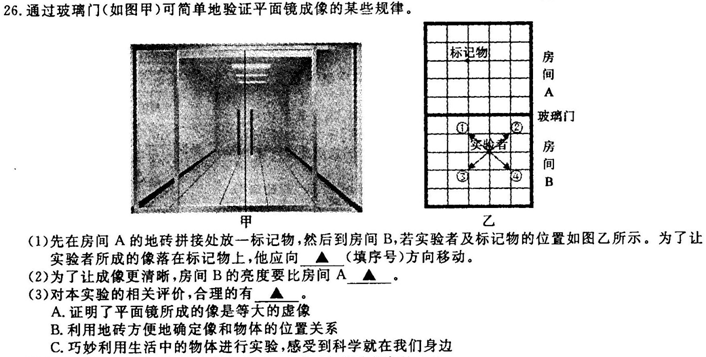 26.通过玻璃门(如图甲)可简单地验证平面镜成像的某些规律。
标记物
房间A
玻璃门
① ②
实验者
③ ④
房间B
甲 乙
(1)先在房间A的地砖拼接处放一标记物,然后到房间B,若实验者及标记物的位置如图乙所示。为了让
实验者所成的像落在标记物上,他应向 ▲ (填序号)方向移动。
(2)为了让成像更清晰,房间B的亮度要比房间A ▲ 。
(3)对本实验的相关评价,合理的有 ▲ 。
A.证明了平面镜所成的像是等大的虚像
B.利用地砖方便地确定像和物体的位置关系
C.巧妙利用生活中的物体进行实验,感受到科学就在我们身边